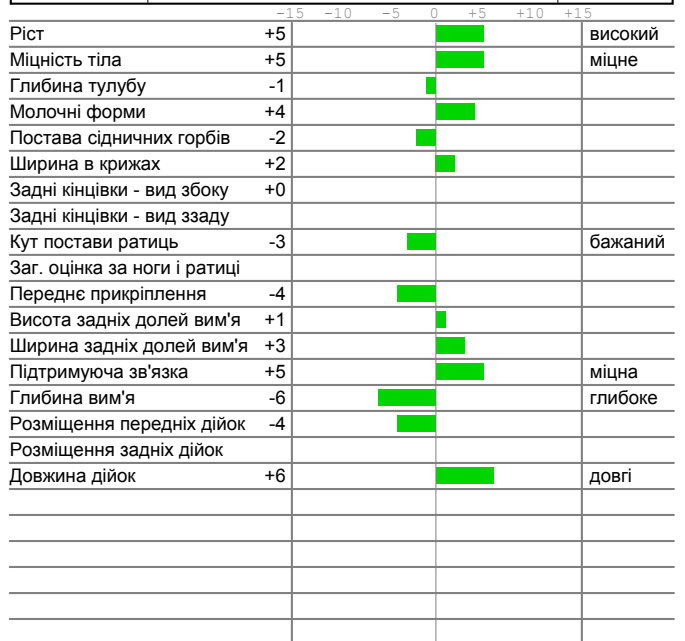 -15 -10 -5 0 +5 +10 +15
Ріст +5 високий
Міцність тіла +5 міцне
Глибина тулубу -1
Молочні форми +4
Постава сідничних горбів -2
Ширина в крижах +2
Задні кінцівки - вид збоку +0
Задні кінцівки - вид ззаду
Кут постави ратиць -3 бажаний
Заг. оцінка за ноги і ратиці
Переднє прикріплення -4
Висота задніх долей вим'я +1
Ширина задніх долей вим'я +3
Підтримуюча зв'язка +5 міцна
Глибина вим'я -6 глибоке
Розміщення передніх дійок -4
Розміщення задніх дійок
Довжина дійок +6 довгі